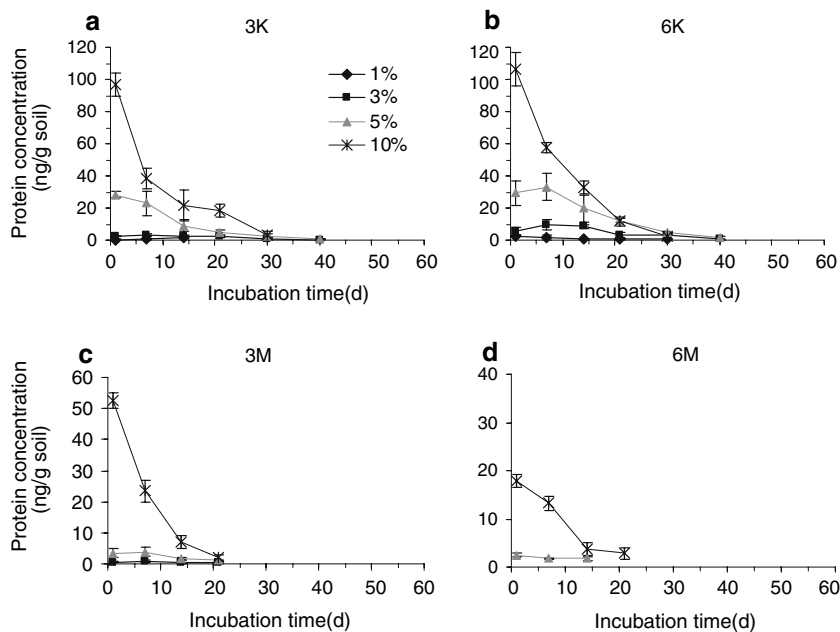 a
3K
Protein concentration
(ng/g soil)
120
100
80
60
40
20
0
0 10 20 30 40 50 60
Incubation time(d)
1%
3%
5%
10%
b
6K
120
100
80
60
40
20
0
0 10 20 30 40 50 60
Incubation time(d)
c
3M
Protein concentration
(ng/g soil)
60
50
40
30
20
10
0
0 10 20 30 40 50 60
Incubation time(d)
d
6M
40
30
20
10
0
0 10 20 30 40 50 60
Incubation time(d)